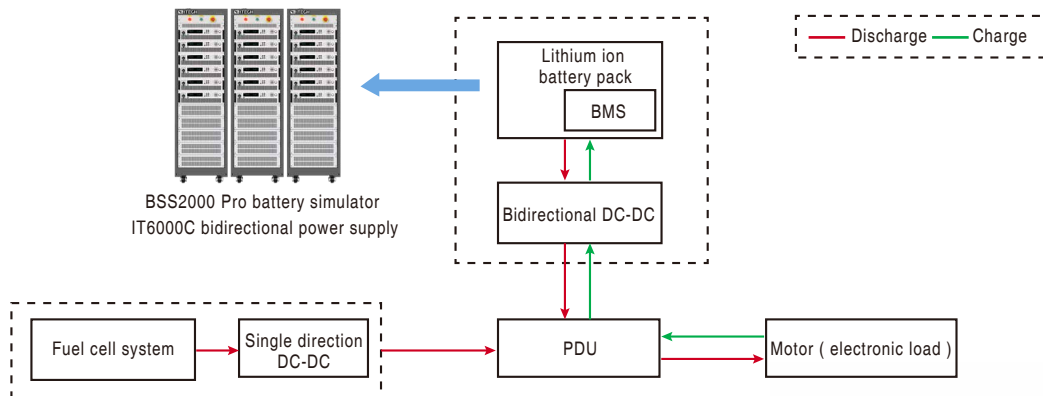 Discharge
Charge
Lithium ion
battery pack
BMS
BSS2000 Pro battery simulator
IT6000C bidirectional power supply
Bidirectional DC-DC
Fuel cell system
Single direction
DC-DC
PDU
Motor ( electronic load )